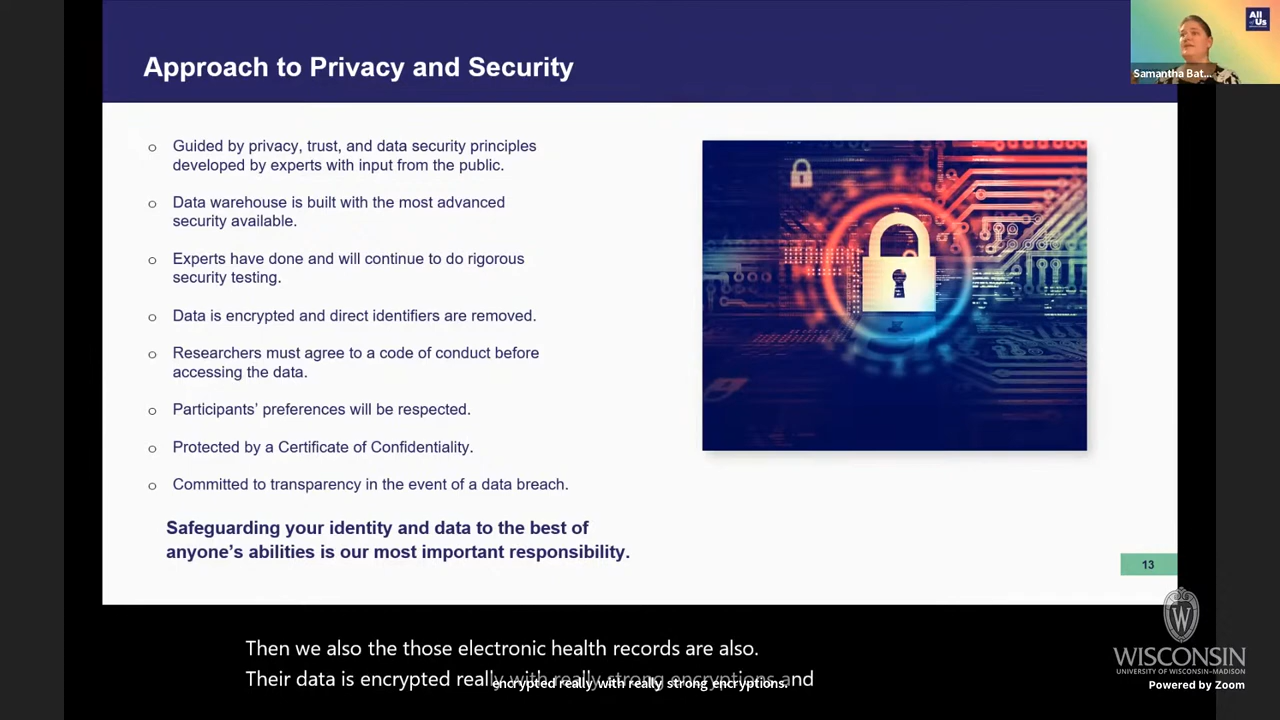 Approach to Privacy and Security
All of Us
Samantha Bat...
o Guided by privacy, trust, and data security principles
developed by experts with input from the public.
o Data warehouse is built with the most advanced
security available.
o Experts have done and will continue to do rigorous
security testing.
o Data is encrypted and direct identifiers are removed.
o Researchers must agree to a code of conduct before
accessing the data.
o Participants’ preferences will be respected.
o Protected by a Certificate of Confidentiality.
o Committed to transparency in the event of a data breach.
Safeguarding your identity and data to the best of
anyone’s abilities is our most important responsibility.
13
Then we also the those electronic health records are also.
Their data is encrypted really with really strong encryptions and
encrypted really with really strong encryptions.
W
WISCONSIN
UNIVERSITY OF WISCONSIN–MADISON
Powered by Zoom